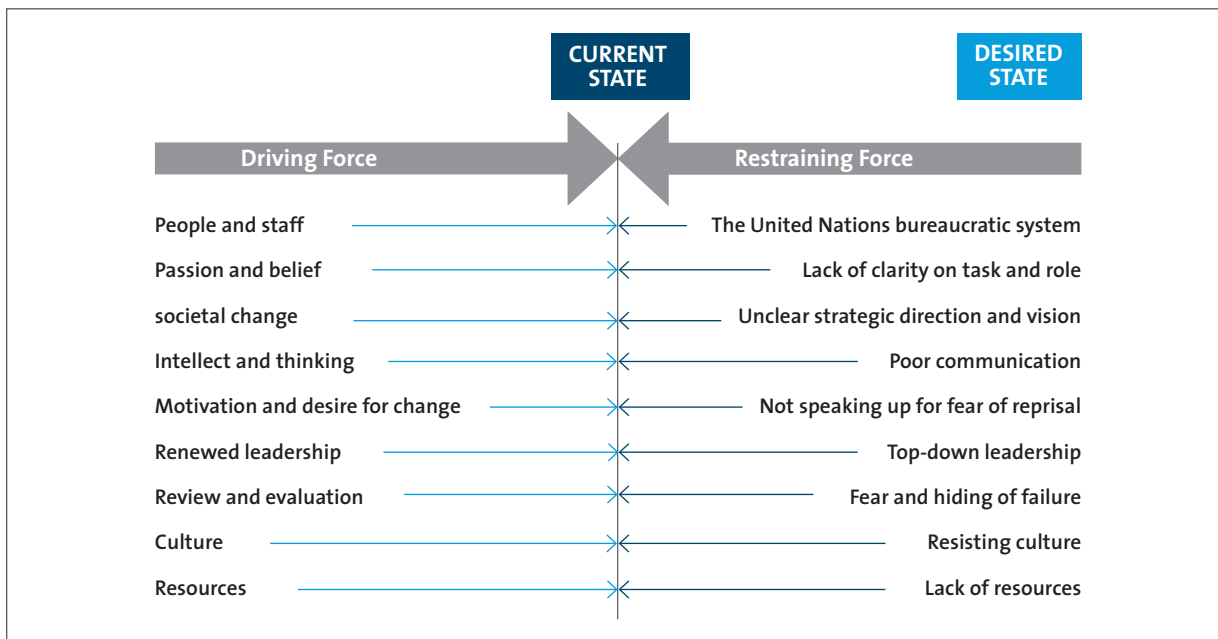 CURRENT
STATE
DESIRED
STATE
Driving Force
Restraining Force
People and staff
The United Nations bureaucratic system
Passion and belief
Lack of clarity on task and role
societal change
Unclear strategic direction and vision
Intellect and thinking
Poor communication
Motivation and desire for change
Not speaking up for fear of reprisal
Renewed leadership
Top-down leadership
Review and evaluation
Fear and hiding of failure
Culture
Resisting culture
Resources
Lack of resources